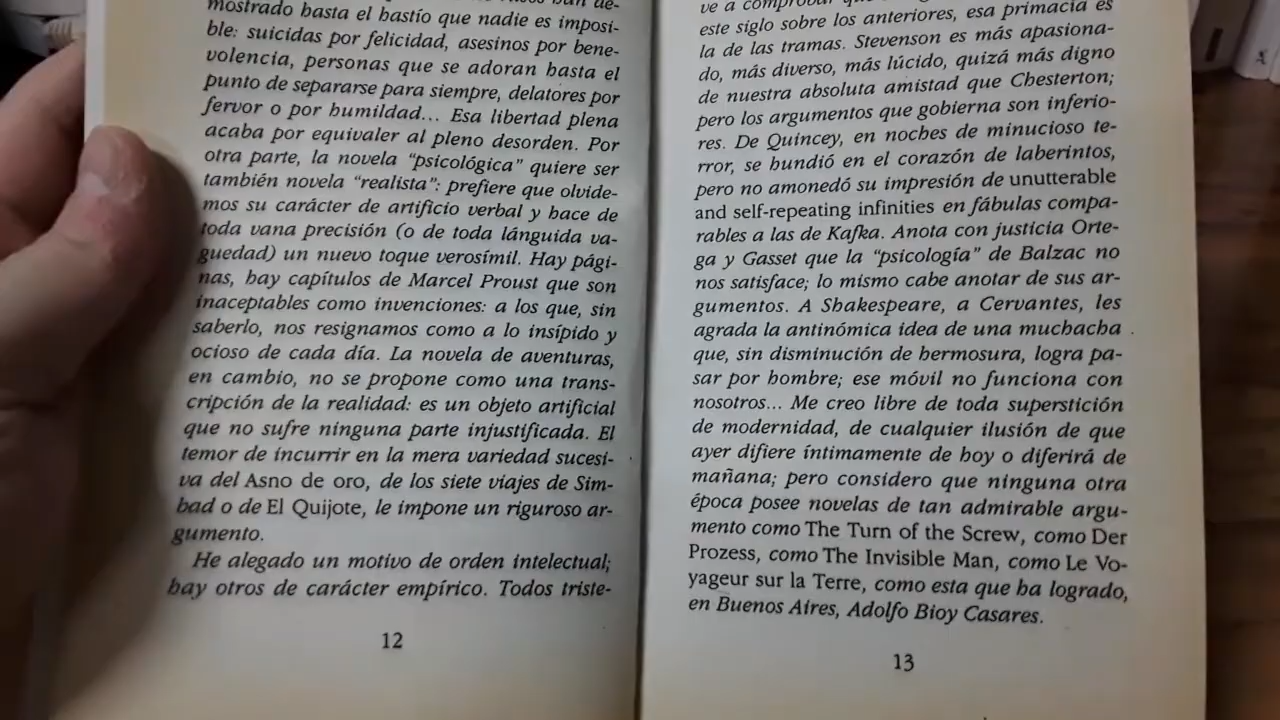 mostrado hasta el hastío que nadie es imposi-
ble: suicidas por felicidad, asesinos por bene-
volencia, personas que se adoran hasta el
punto de separarse para siempre, delatores por
fervor o por humildad... Esa libertad plena
acaba por equivaler al pleno desorden. Por
otra parte, la novela "psicológica" quiere ser
también novela "realista": prefiere que olvide-
mos su carácter de artificio verbal y hace de
toda vana precisión (o de toda lánguida va-
guedad) un nuevo toque verosímil. Hay pági-
nas, hay capítulos de Marcel Proust que son
inaceptables como invenciones: a los que, sin
saberlo, nos resignamos como a lo insípido y
ocioso de cada día. La novela de aventuras,
en cambio, no se propone como una trans-
cripción de la realidad: es un objeto artificial
que no sufre ninguna parte injustificada. El
temor de incurrir en la mera variedad sucesi-
va del Asno de oro, de los siete viajes de Sim-
bad o de El Quijote, le impone un riguroso ar-
gumento.
He alegado un motivo de orden intelectual;
hay otros de carácter empírico. Todos triste-
12
ve a comprobar que
este siglo sobre los anteriores, esa primacía es
la de las tramas. Stevenson es más apasiona-
do, más diverso, más lúcido, quizá más digno
de nuestra absoluta amistad que Chesterton;
pero los argumentos que gobierna son inferio-
res. De Quincey, en noches de minucioso te-
rror, se hundió en el corazón de laberintos,
pero no amonedó su impresión de unutterable
and self-repeating infinities en fábulas compa-
rables a las de Kafka. Anota con justicia Orte-
ga y Gasset que la "psicología" de Balzac no
nos satisface; lo mismo cabe anotar de sus ar-
gumentos. A Shakespeare, a Cervantes, les
agrada la antinómica idea de una muchacha
que, sin disminución de hermosura, logra pa-
sar por hombre; ese móvil no funciona con
nosotros... Me creo libre de toda superstición
de modernidad, de cualquier ilusión de que
ayer difiere íntimamente de hoy o diferirá de
mañana; pero considero que ninguna otra
época posee novelas de tan admirable argu-
mento como The Turn of the Screw, como Der
Prozess, como The Invisible Man, como Le Vo-
yageur sur la Terre, como esta que ha logrado,
en Buenos Aires, Adolfo Bioy Casares.
13